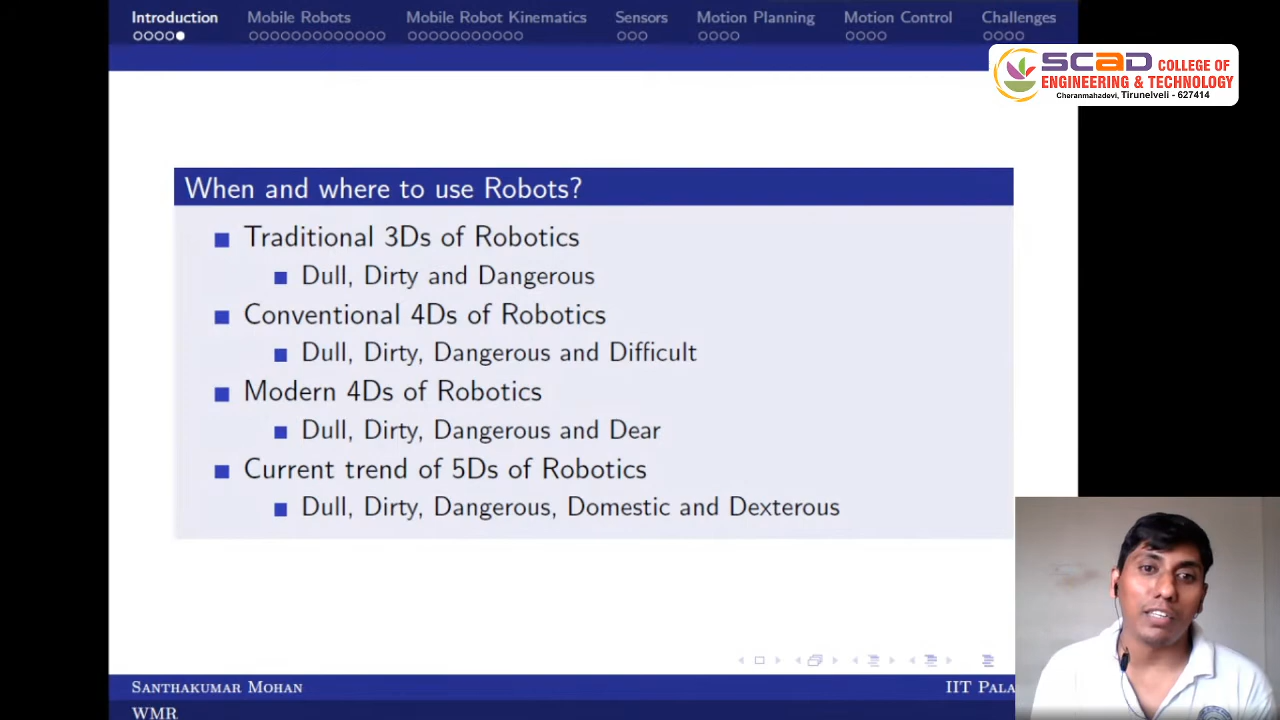 Introduction
Mobile Robots
Mobile Robot Kinematics
Sensors
Motion Planning
Motion Control
Challenges
SCAD COLLEGE OF
ENGINEERING & TECHNOLOGY
Cheranmahadevi, Tirunelveli - 627414
When and where to use Robots?
Traditional 3Ds of Robotics
Dull, Dirty and Dangerous
Conventional 4Ds of Robotics
Dull, Dirty, Dangerous and Difficult
Modern 4Ds of Robotics
Dull, Dirty, Dangerous and Dear
Current trend of 5Ds of Robotics
Dull, Dirty, Dangerous, Domestic and Dexterous
Santhakumar Mohan
IIT Pala
WMR